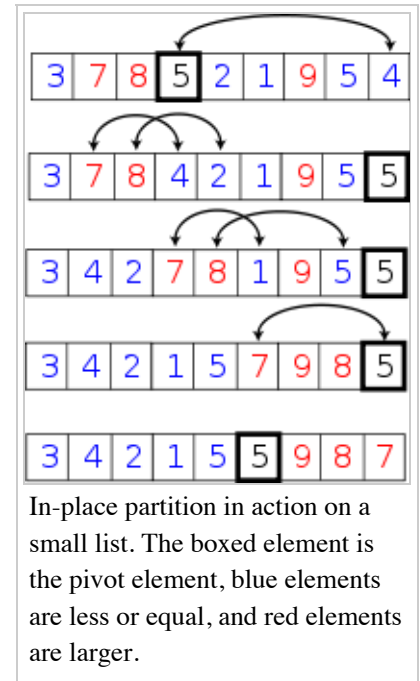 3 7 8 5 2 1 9 5 4
3 7 8 4 2 1 9 5 5
3 4 2 7 8 1 9 5 5
3 4 2 1 5 7 9 8 5
3 4 2 1 5 5 9 8 7
In-place partition in action on a
small list. The boxed element is
the pivot element, blue elements
are less or equal, and red elements
are larger.